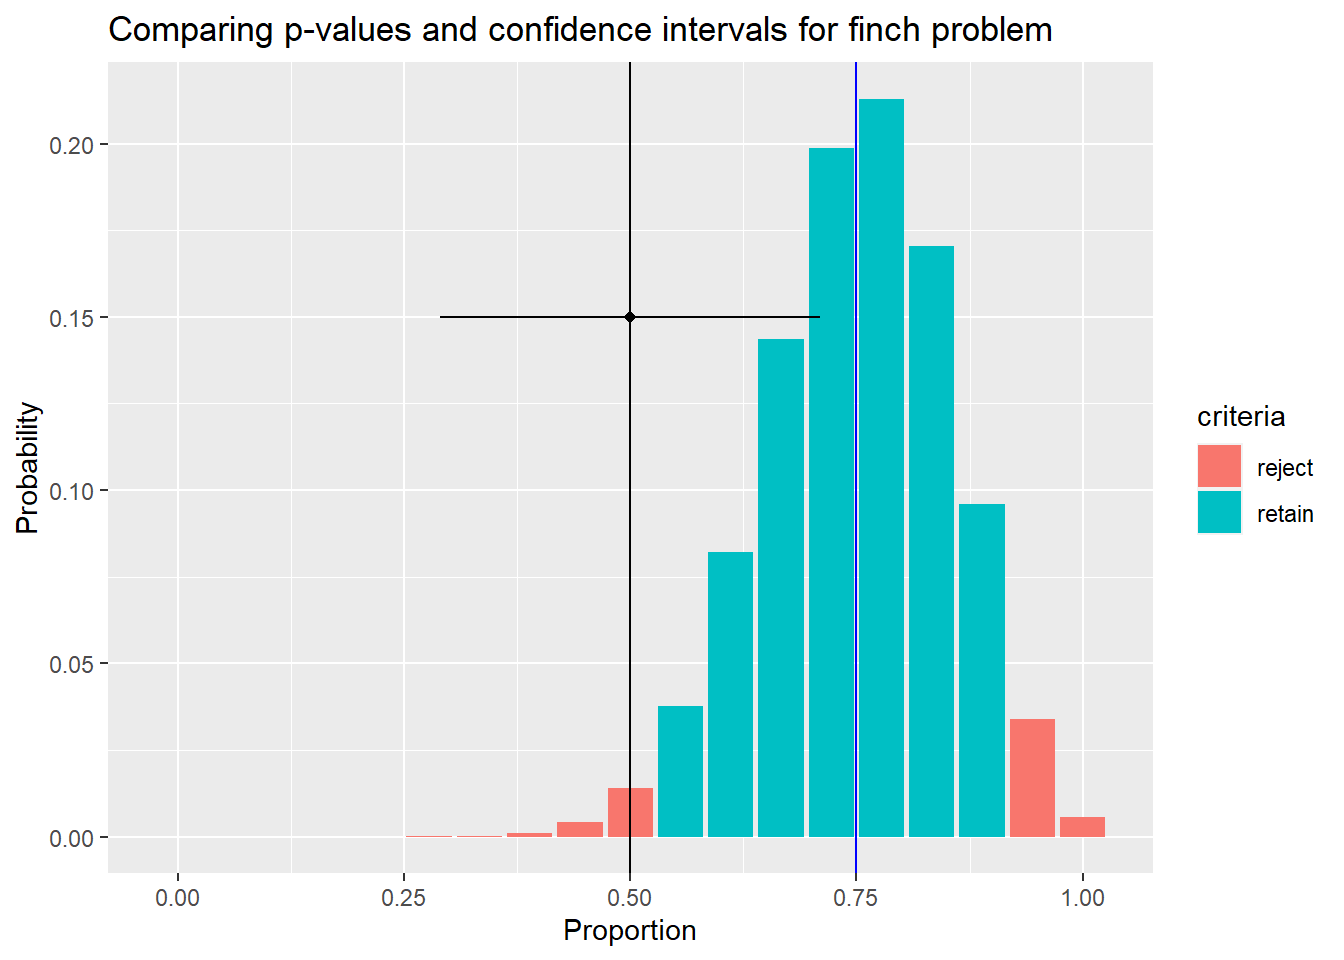 Comparing p-values and confidence intervals for finch problem
Probability
0.20
0.15
0.10
0.05
0.00
0.00 0.25 0.50 0.75 1.00
Proportion
criteria
reject
retain